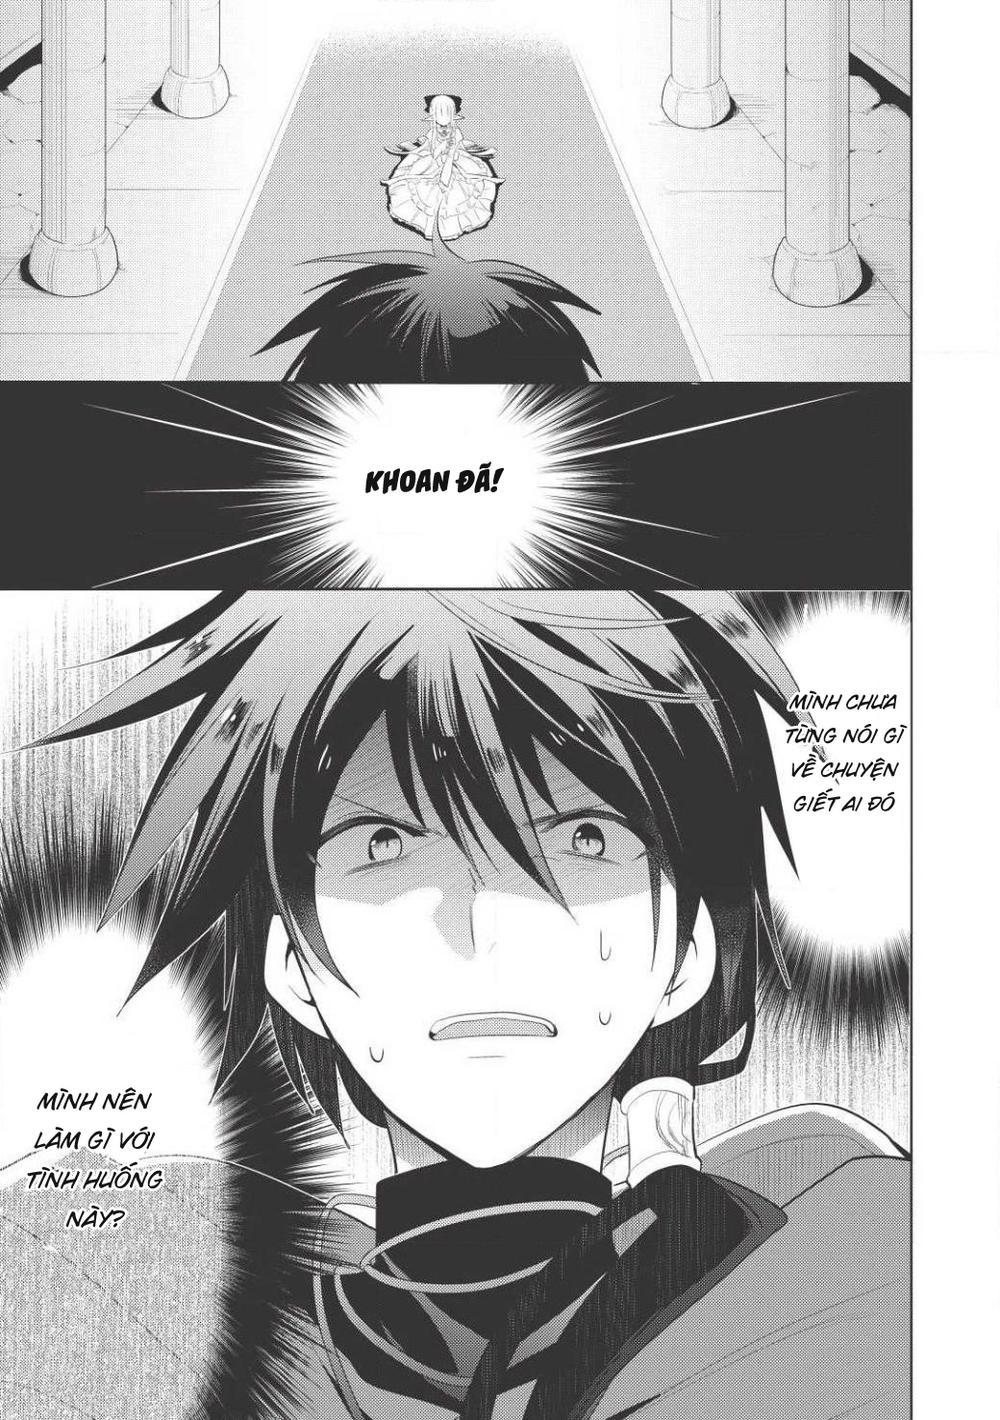 KHOAN ĐÃ!
MÌNH CHƯA
TỪNG NÓI GÌ
VỀ CHUYỆN
GIẾT AI ĐÓ
MÌNH NÊN
LÀM GÌ VỚI
TÌNH HUỐNG
NÀY?